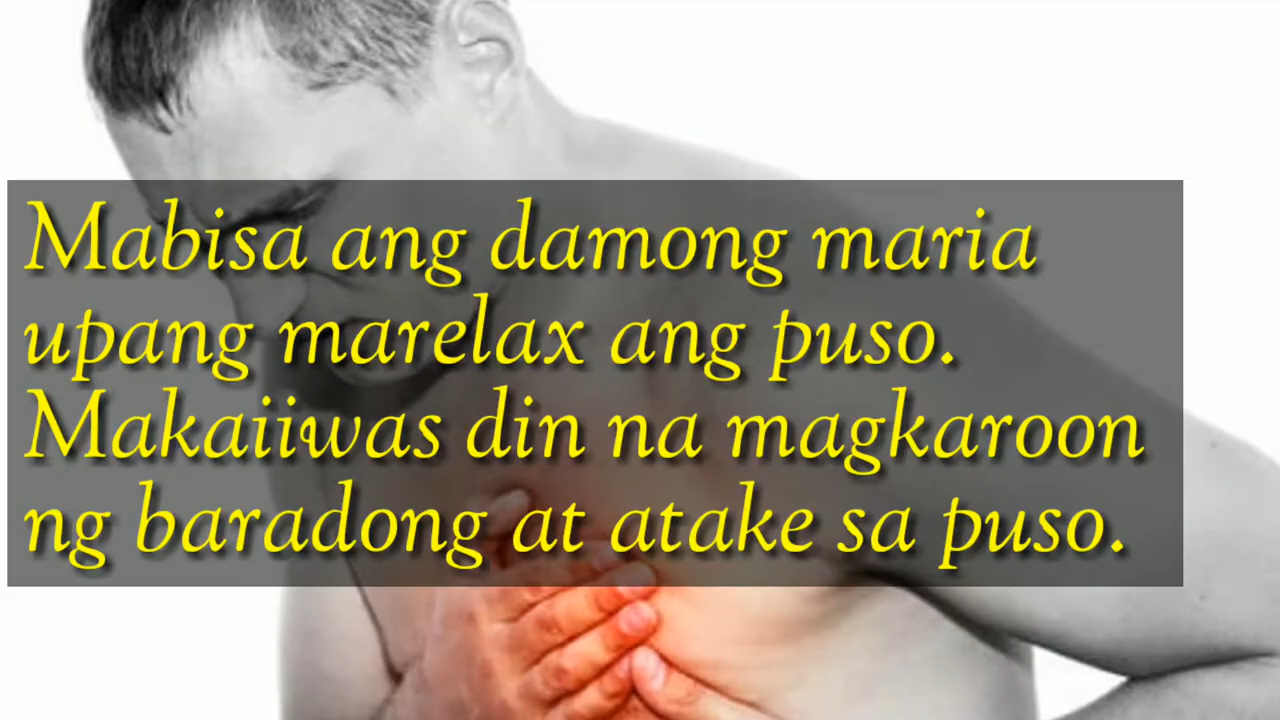 Mabisa ang damong maria
upang marelax ang puso.
Makaiiwas din na magkaroon
ng baradong at atake sa puso.